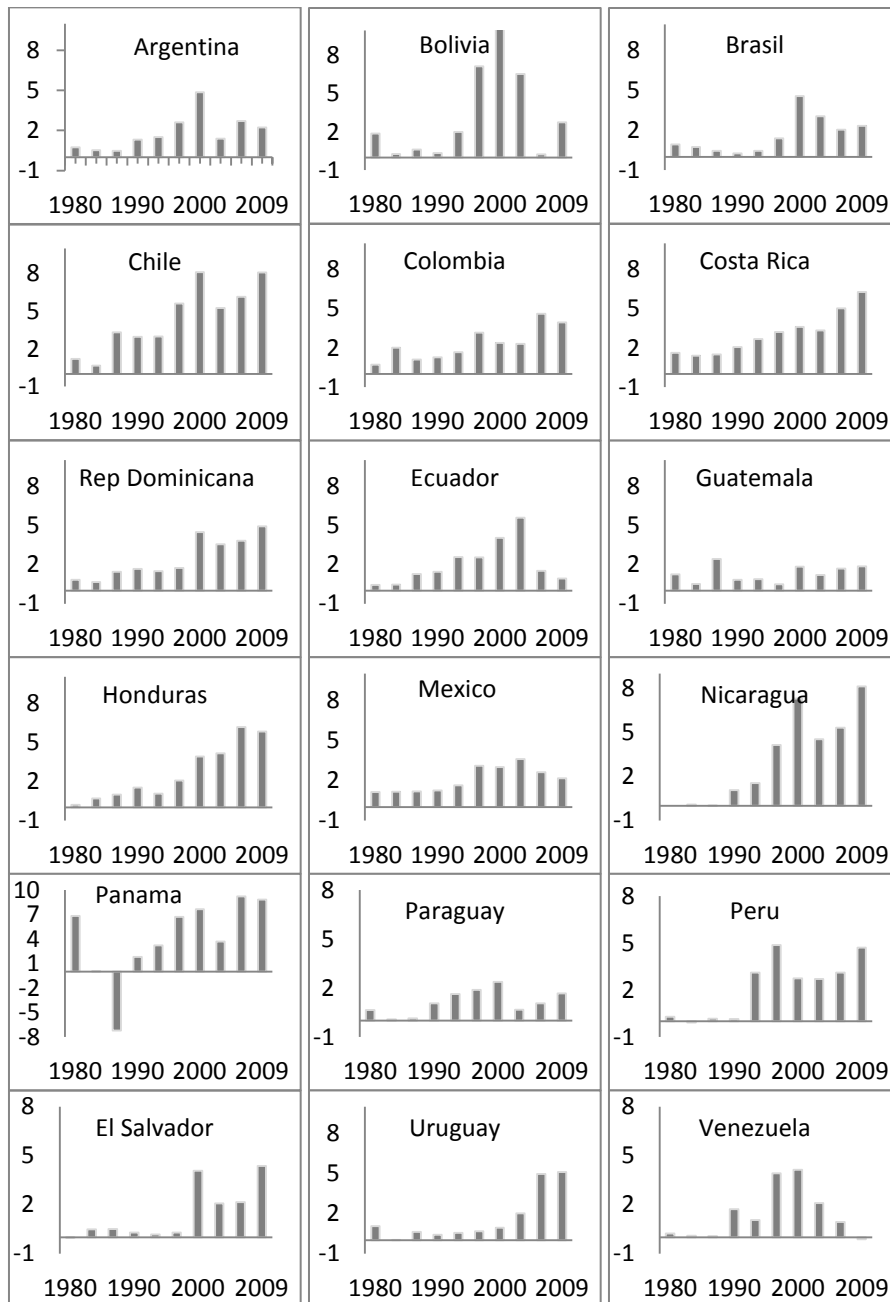 Argentina
8
5
2
-1
1980 1990 2000 2009
Bolivia
8
5
2
-1
1980 1990 2000 2009
Brasil
8
5
2
-1
1980 1990 2000 2009
Chile
8
5
2
-1
1980 1990 2000 2009
Colombia
8
5
2
-1
1980 1990 2000 2009
Costa Rica
8
5
2
-1
1980 1990 2000 2009
Rep Dominicana
8
5
2
-1
1980 1990 2000 2009
Ecuador
8
5
2
-1
1980 1990 2000 2009
Guatemala
8
5
2
-1
1980 1990 2000 2009
Honduras
8
5
2
-1
1980 1990 2000 2009
Mexico
8
5
2
-1
1980 1990 2000 2009
Nicaragua
8
5
2
-1
1980 1990 2000 2009
Panama
10
7
4
1
-2
-5
-8
1980 1990 2000 2009
Paraguay
8
5
2
-1
1980 1990 2000 2009
Peru
8
5
2
-1
1980 1990 2000 2009
El Salvador
8
5
2
-1
1980 1990 2000 2009
Uruguay
8
5
2
-1
1980 1990 2000 2009
Venezuela
8
5
2
-1
1980 1990 2000 2009